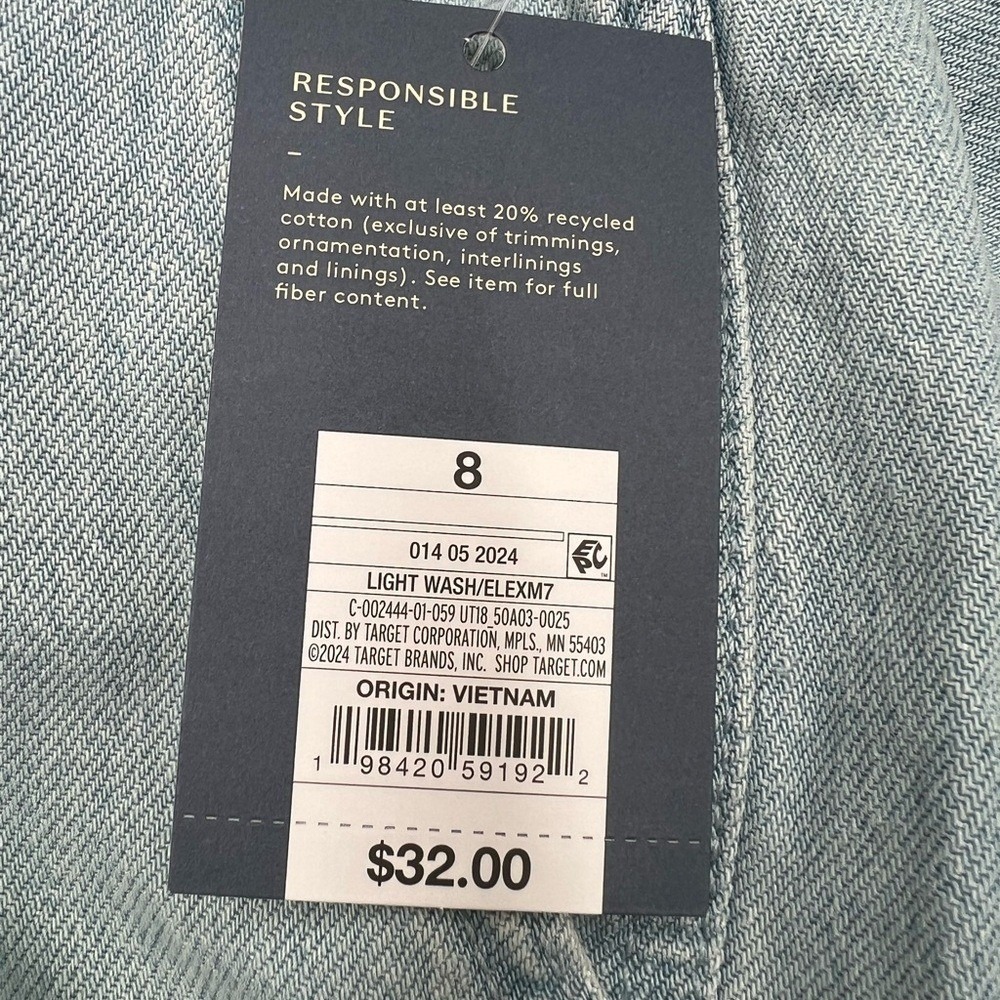 RESPONSIBLE
STYLE
–
Made with at least 20% recycled
cotton (exclusive of trimmings,
ornamentation, interlinings
and linings). See item for full
fiber content.
8
014 05 2024
EPC
™
LIGHT WASH/ELEXM7
C-002444-01-059 UT18_50A03-0025
DIST. BY TARGET CORPORATION, MPLS., MN 55403
©2024 TARGET BRANDS, INC. SHOP TARGET.COM
ORIGIN: VIETNAM
1 98420 59192 2
$32.00